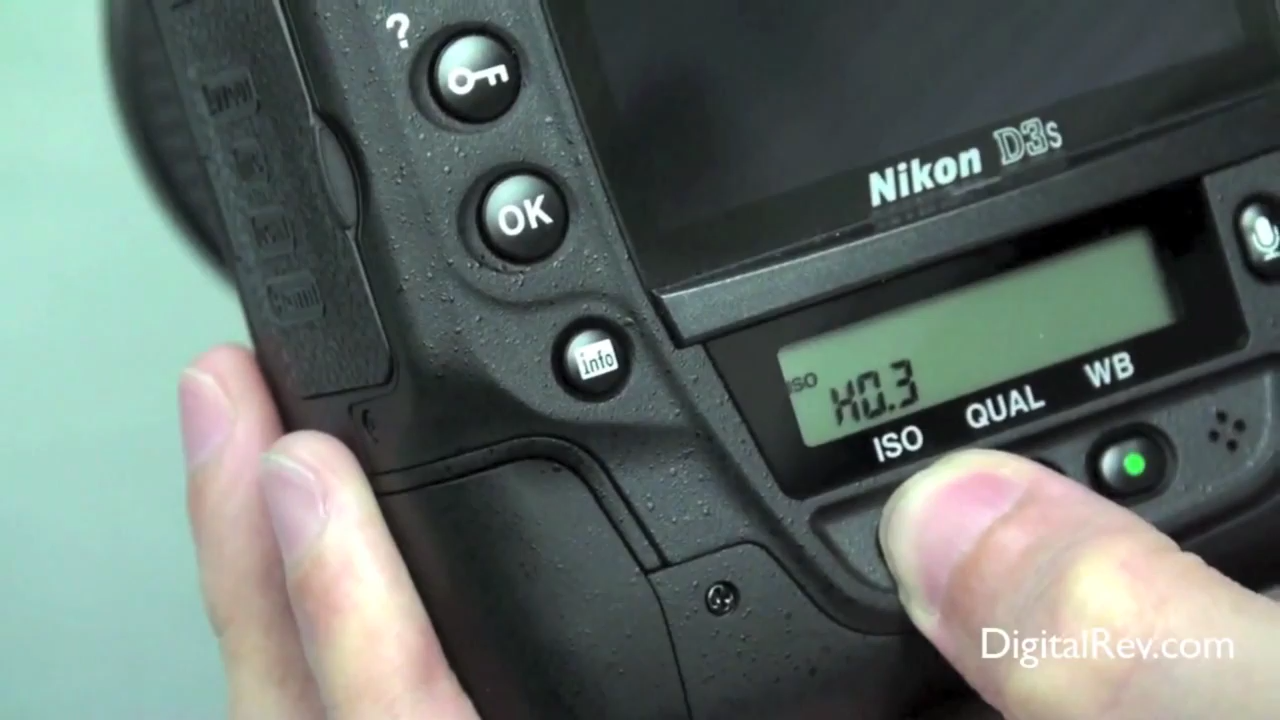 ?
OK
info
Nikon D3s
ISO
H0.3
ISO QUAL WB
DigitalRev.com